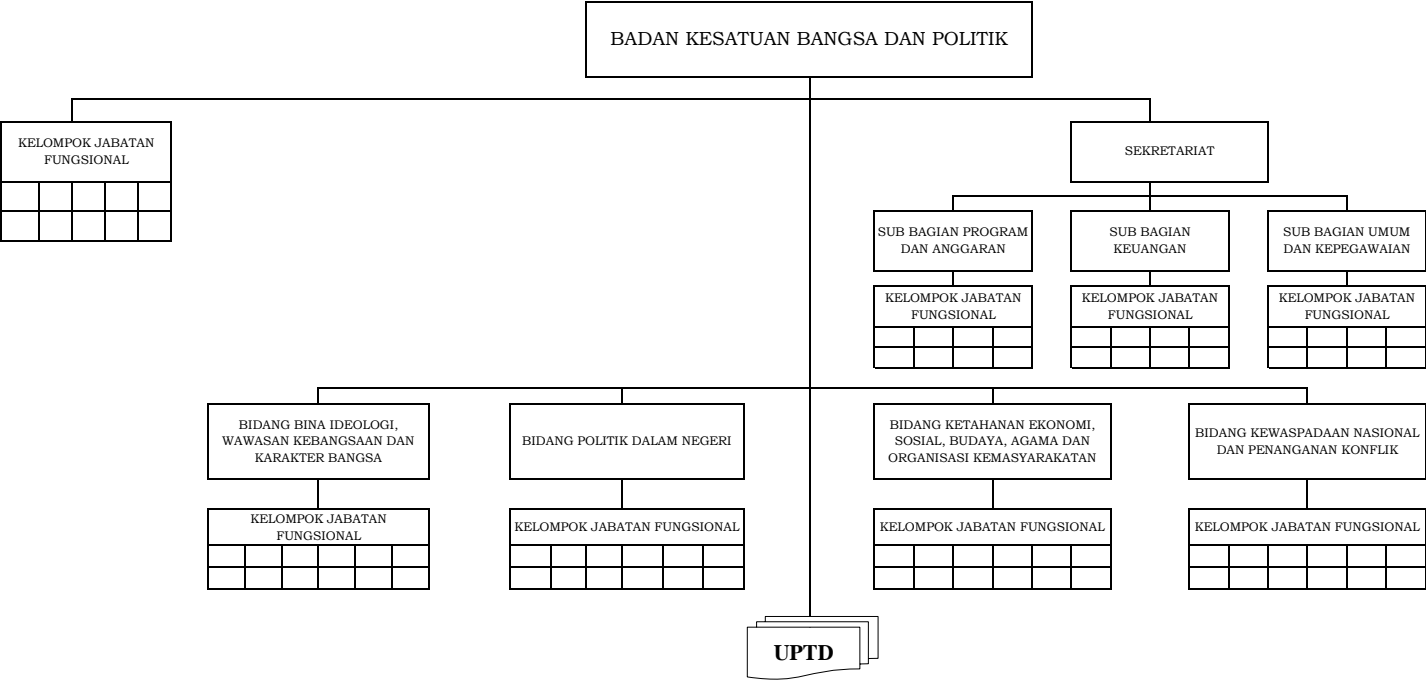 BADAN KESATUAN BANGSA DAN POLITIK
KELOMPOK JABATAN
FUNGSIONAL
SEKRETARIAT
SUB BAGIAN PROGRAM
DAN ANGGARAN
SUB BAGIAN
KEUANGAN
SUB BAGIAN UMUM
DAN KEPEGAWAIAN
KELOMPOK JABATAN
FUNGSIONAL
KELOMPOK JABATAN
FUNGSIONAL
KELOMPOK JABATAN
FUNGSIONAL
BIDANG BINA IDEOLOGI,
WAWASAN KEBANGSAAN DAN
KARAKTER BANGSA
BIDANG POLITIK DALAM NEGERI
BIDANG KETAHANAN EKONOMI,
SOSIAL, BUDAYA, AGAMA DAN
ORGANISASI KEMASYARAKATAN
BIDANG KEWASPADAAN NASIONAL
DAN PENANGANAN KONFLIK
KELOMPOK JABATAN
FUNGSIONAL
KELOMPOK JABATAN FUNGSIONAL
KELOMPOK JABATAN FUNGSIONAL
KELOMPOK JABATAN FUNGSIONAL
UPTD